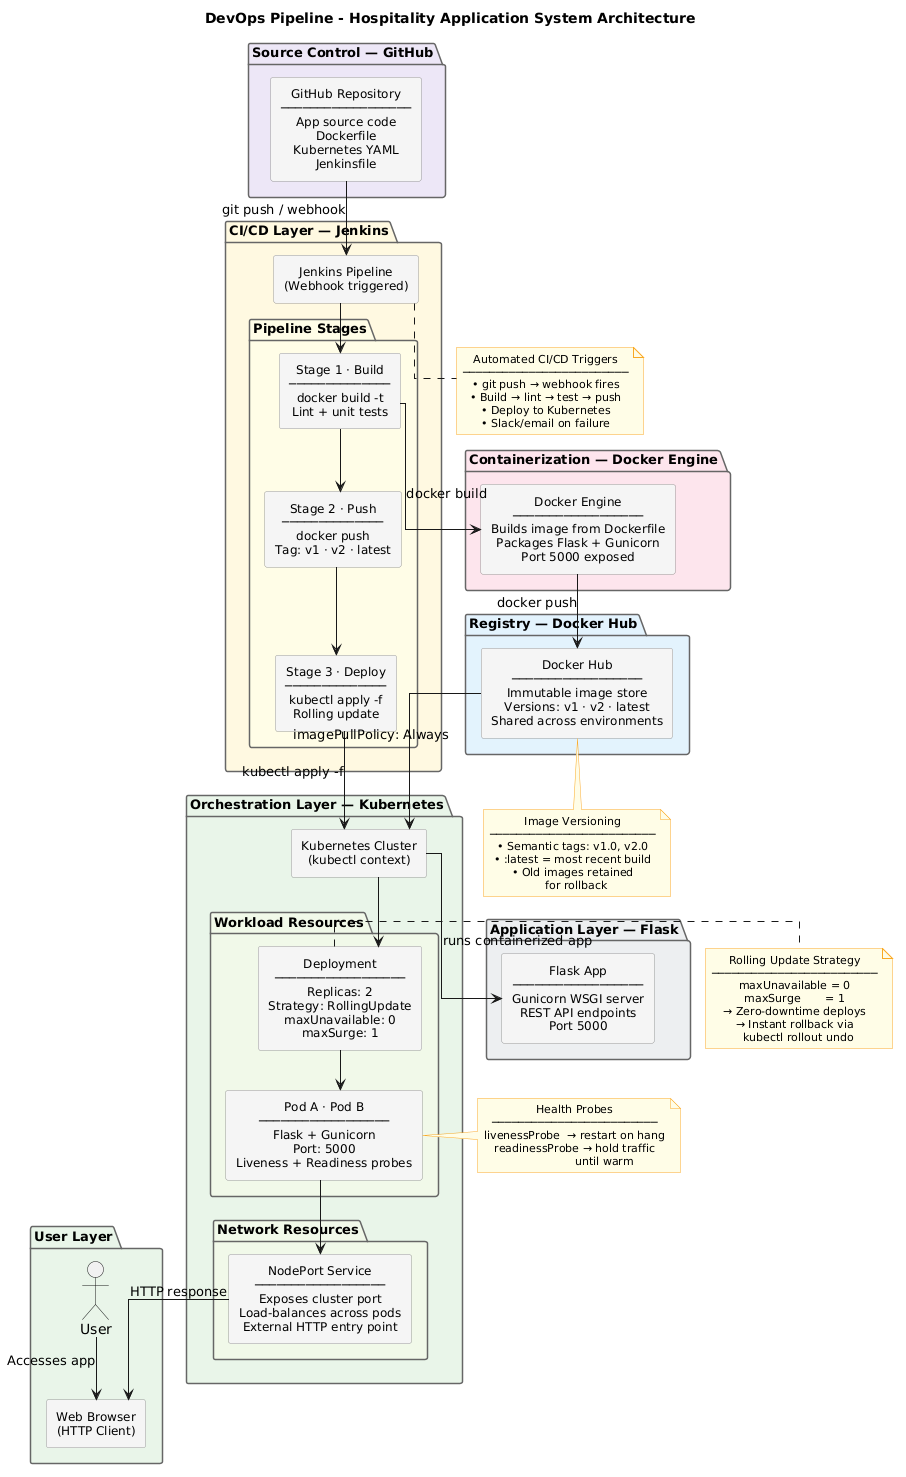 DevOps Pipeline - Hospitality Application System Architecture
Source Control — GitHub
GitHub Repository
App source code
Dockerfile
Kubernetes YAML
Jenkinsfile
git push / webhook
CI/CD Layer — Jenkins
Jenkins Pipeline
(Webhook triggered)
Pipeline Stages
Stage 1 · Build
docker build -t
Lint + unit tests
Automated CI/CD Triggers
• git push → webhook fires
• Build → lint → test → push
• Deploy to Kubernetes
• Slack/email on failure
docker build
Stage 2 · Push
docker push
Tag: v1 · v2 · latest
Containerization — Docker Engine
Docker Engine
Builds image from Dockerfile
Packages Flask + Gunicorn
Port 5000 exposed
docker push
Registry — Docker Hub
Docker Hub
Immutable image store
Versions: v1 · v2 · latest
Shared across environments
Stage 3 · Deploy
kubectl apply -f
Rolling update
imagePullPolicy: Always
kubectl apply -f
Image Versioning
• Semantic tags: v1.0, v2.0
• :latest = most recent build
• Old images retained
for rollback
Orchestration Layer — Kubernetes
Kubernetes Cluster
(kubectl context)
Workload Resources
Deployment
Replicas: 2
Strategy: RollingUpdate
maxUnavailable: 0
maxSurge: 1
runs containerized app
Application Layer — Flask
Flask App
Gunicorn WSGI server
REST API endpoints
Port 5000
Rolling Update Strategy
maxUnavailable = 0
maxSurge = 1
→ Zero-downtime deploys
→ Instant rollback via
kubectl rollout undo
Pod A · Pod B
Flask + Gunicorn
Port: 5000
Liveness + Readiness probes
Health Probes
livenessProbe → restart on hang
readinessProbe → hold traffic
until warm
Network Resources
NodePort Service
Exposes cluster port
Load-balances across pods
External HTTP entry point
User Layer
User
HTTP response
Accesses app
Web Browser
(HTTP Client)